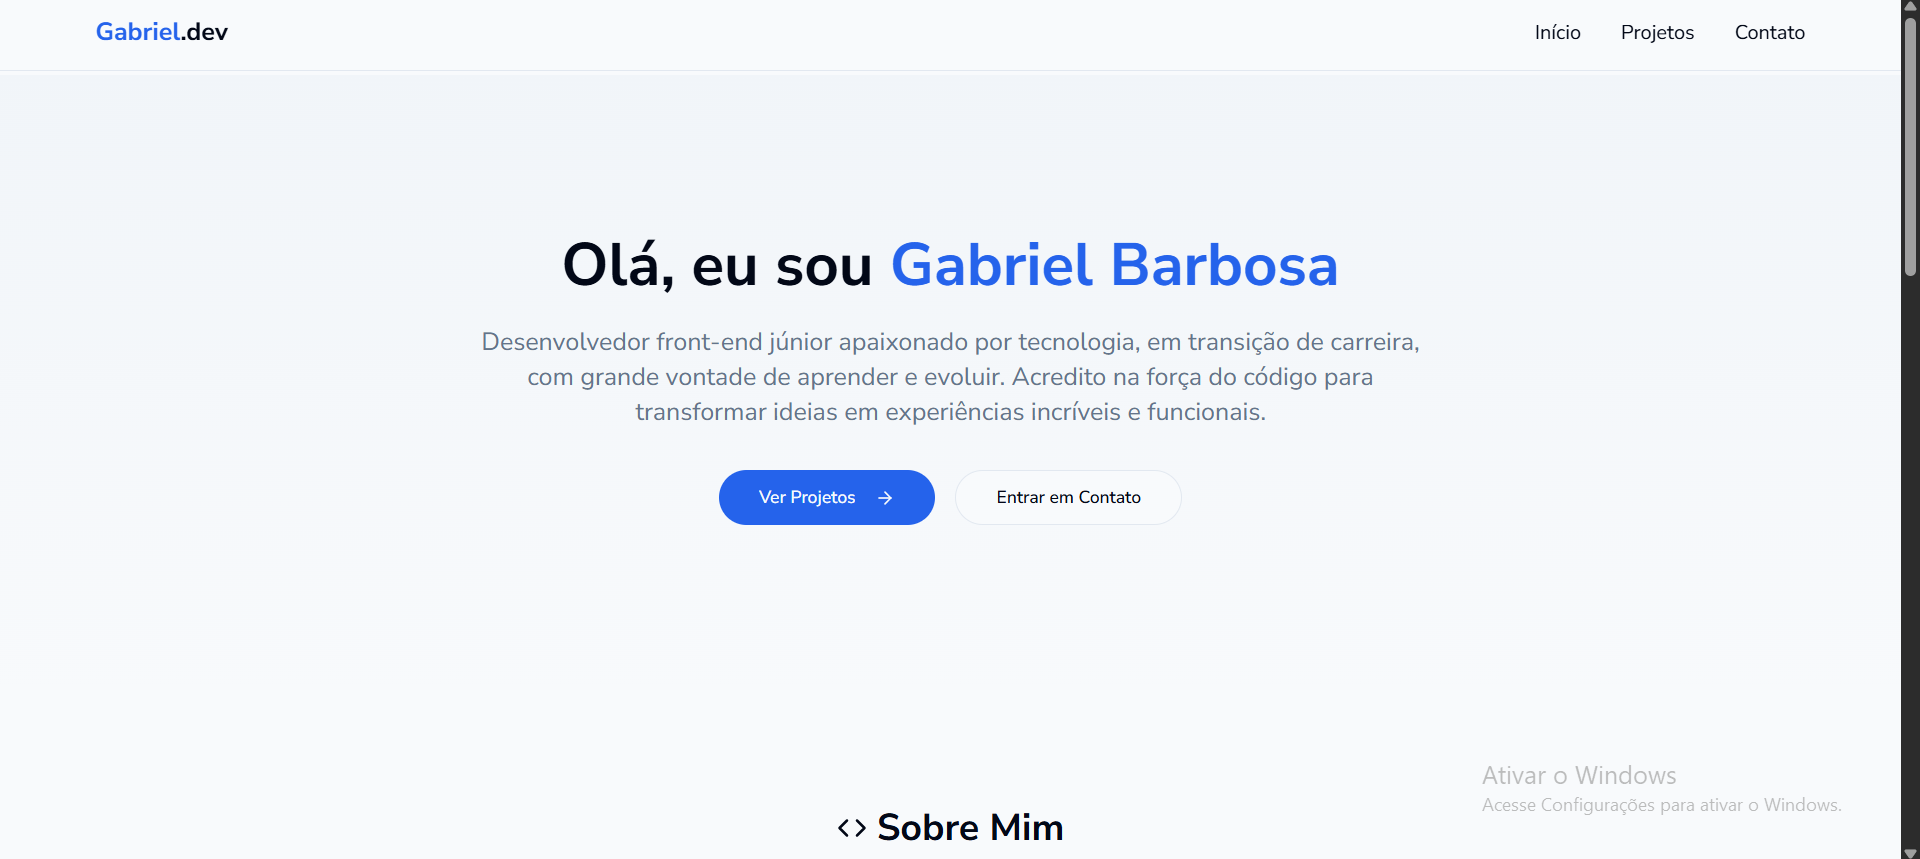 Gabriel.dev
Início Projetos Contato
Olá, eu sou Gabriel Barbosa
Desenvolvedor front-end júnior apaixonado por tecnologia, em transição de carreira,
com grande vontade de aprender e evoluir. Acredito na força do código para
transformar ideias em experiências incríveis e funcionais.
Ver Projetos →
Entrar em Contato
Ativar o Windows
Acesse Configurações para ativar o Windows.
<> Sobre Mim